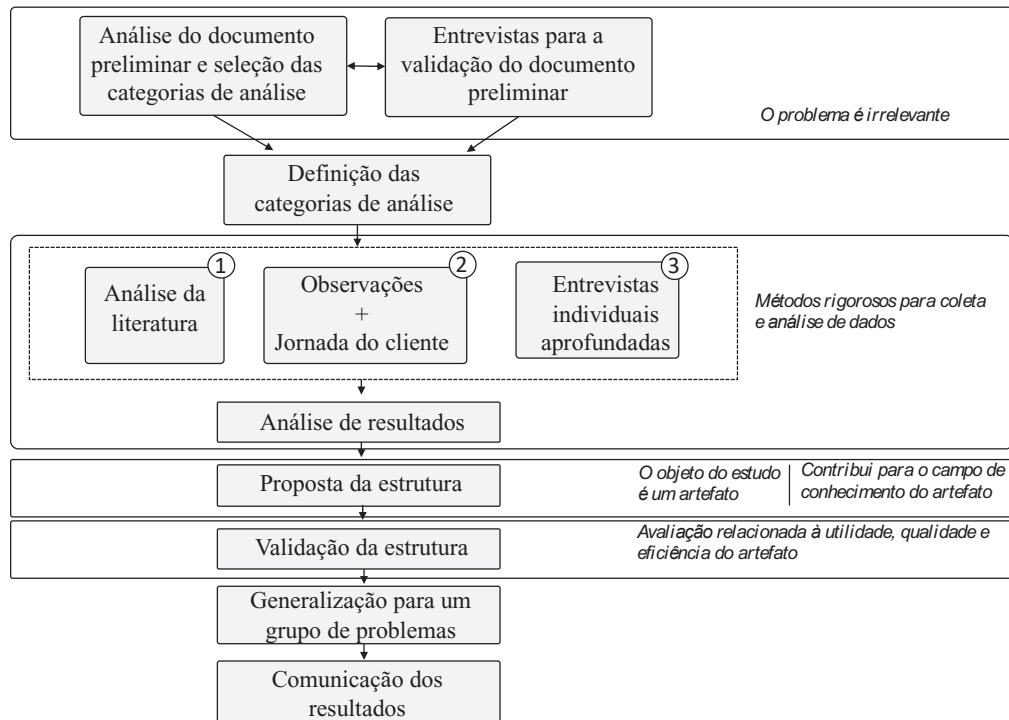 Análise do documento
preliminar e seleção das
categorias de análise
Entrevistas para a
validação do documento
preliminar
O problema é irrelevante
Definição das
categorias de análise
1
Análise da
literatura
2
Observações
+
Jornada do cliente
3
Entrevistas
individuais
aprofundadas
Métodos rigorosos para coleta
e análise de dados
Análise de resultados
Proposta da estrutura
O objeto do estudo
é um artefato
Contribui para o campo de
conhecimento do artefato
Validação da estrutura
Avaliação relacionada à utilidade, qualidade e
eficiência do artefato
Generalização para um
grupo de problemas
Comunicação dos
resultados